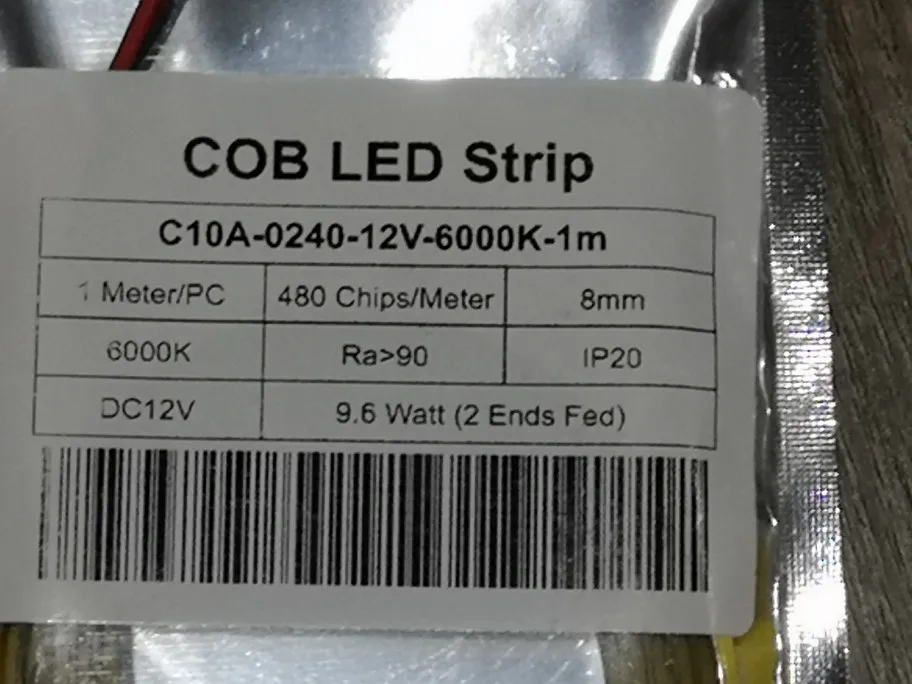 COB LED Strip
C10A-0240-12V-6000K-1m
1 Meter/PC 480 Chips/Meter 8mm
6000K Ra>90 IP20
DC12V 9.6 Watt (2 Ends Fed)